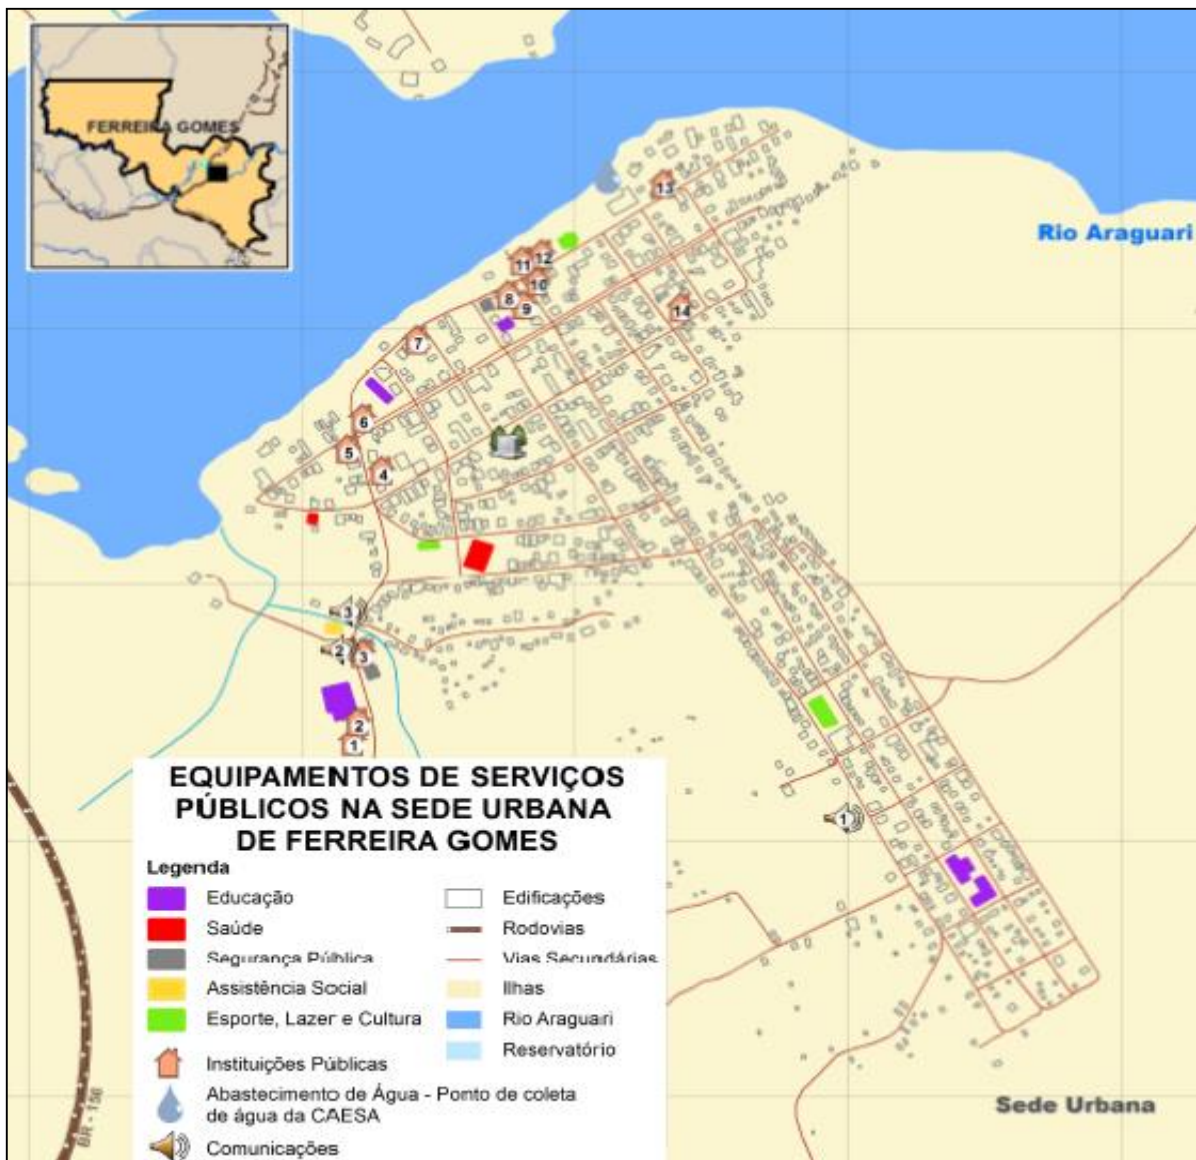 FERREIRA GOMES
Rio Araguari
13
12
11
10
8
9
14
7
6
5
4
3
2
3
2
1
1
EQUIPAMENTOS DE SERVIÇOS
PÚBLICOS NA SEDE URBANA
DE FERREIRA GOMES
Legenda
Educação
Saúde
Segurança Pública
Assistência Social
Esporte, Lazer e Cultura
Instituições Públicas
Abastecimento de Água - Ponto de coleta
de água da CAESA
Comunicações
Edificações
Rodovias
Vias Secundárias
Ilhas
Rio Araguari
Reservatório
BR - 156
Sede Urbana